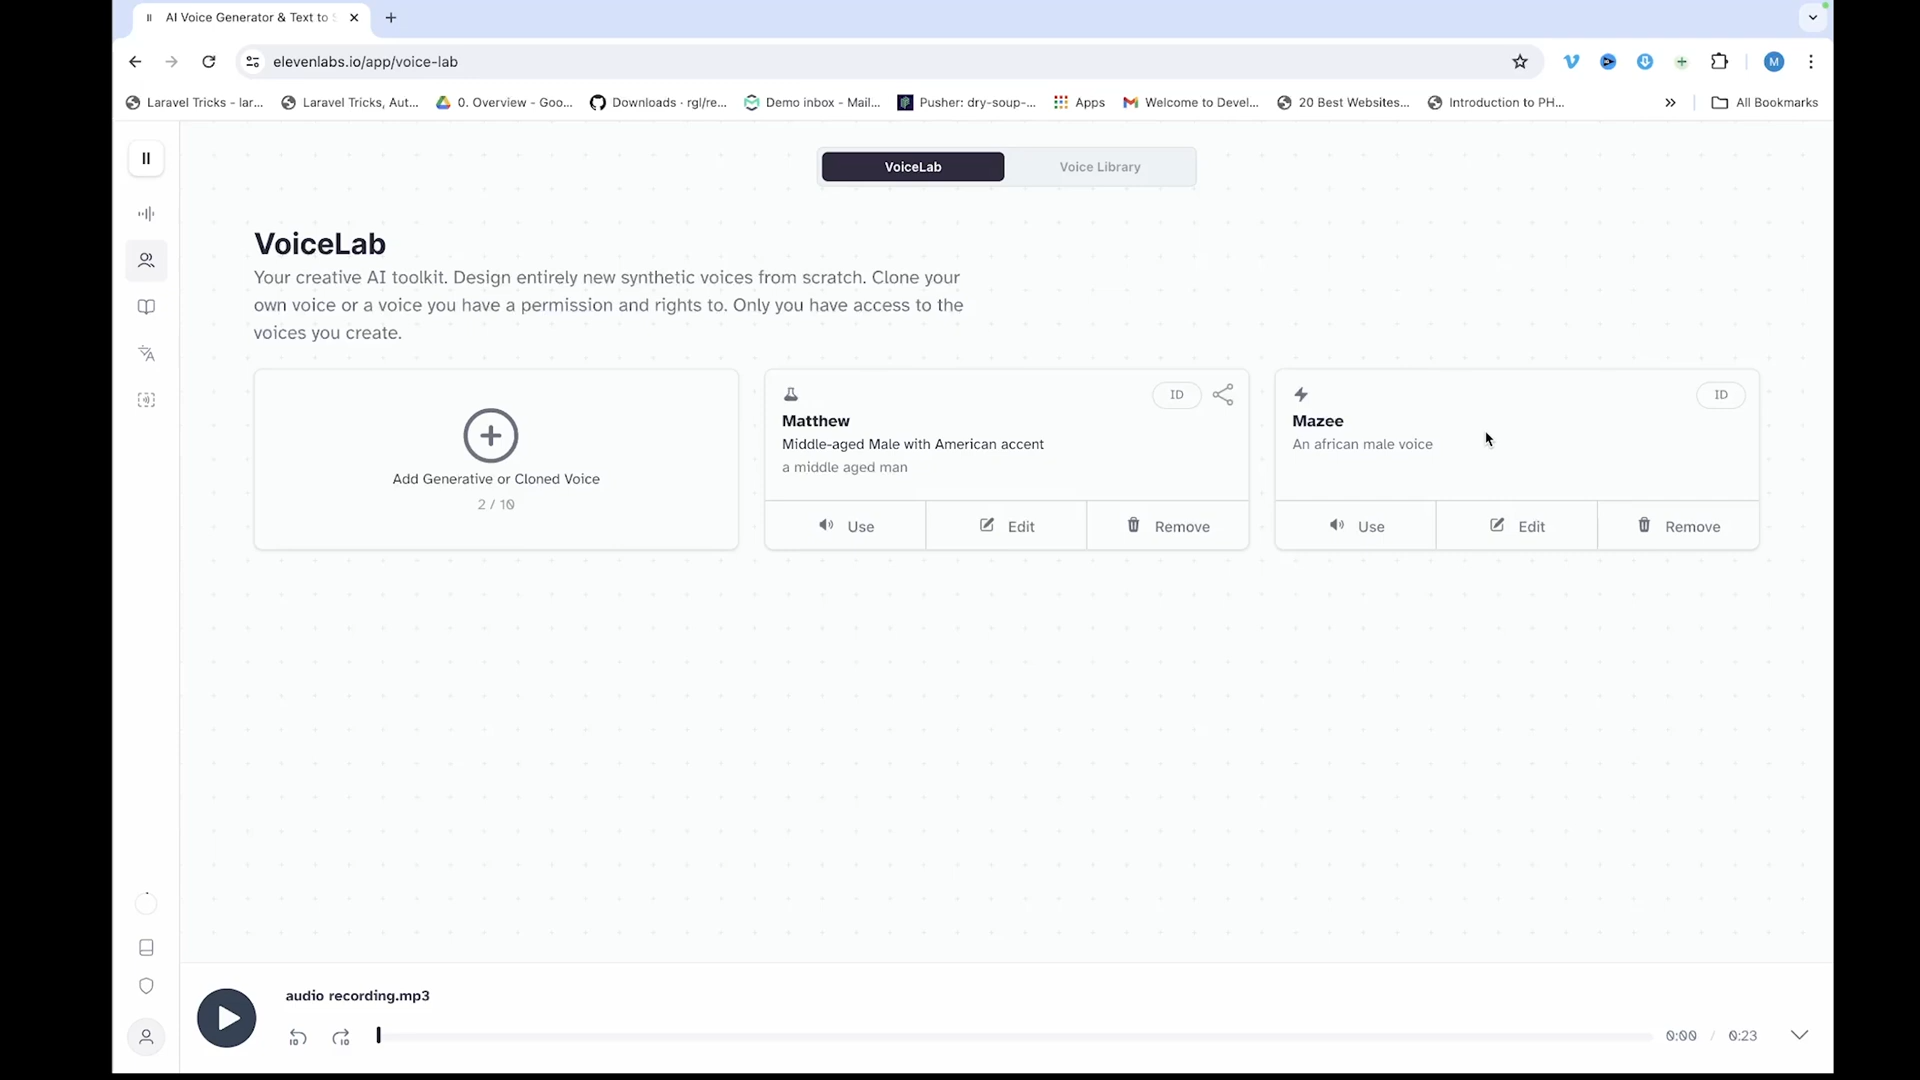 AI Voice Generator & Text to S
elevenlabs.io/app/voice-lab
M
Laravel Tricks - lar...
Laravel Tricks, Aut...
0. Overview - Goo...
Downloads · rgl/re...
Demo inbox - Mail...
Pusher: dry-soup-...
Apps
Welcome to Devel...
20 Best Websites...
Introduction to PH...
All Bookmarks
VoiceLab
Voice Library
VoiceLab
Your creative AI toolkit. Design entirely new synthetic voices from scratch. Clone your
own voice or a voice you have a permission and rights to. Only you have access to the
voices you create.
Add Generative or Cloned Voice
2 / 10
ID
Matthew
Middle-aged Male with American accent
a middle aged man
Use
Edit
Remove
ID
Mazee
An african male voice
Use
Edit
Remove
audio recording.mp3
10
10
0:00 / 0:23